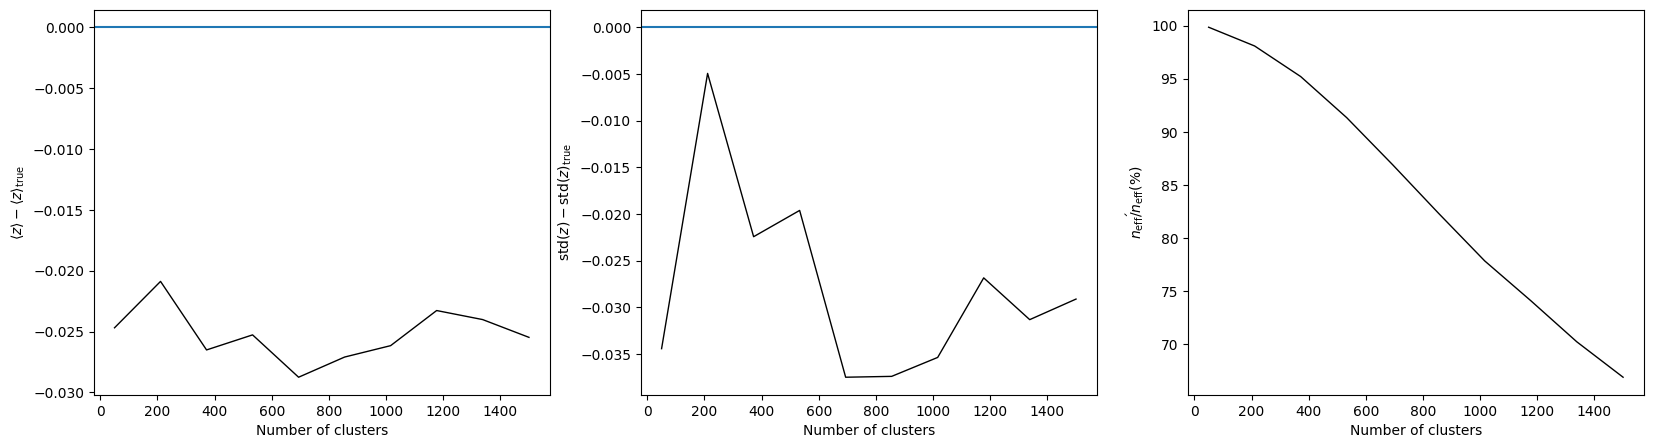 0.000
−0.005
−0.010
−0.015
−0.020
−0.025
−0.030
⟨z⟩ − ⟨z⟩true
0 200 400 600 800 1000 1200 1400
Number of clusters
0.000
−0.005
−0.010
−0.015
−0.020
−0.025
−0.030
−0.035
std(z) − std(z)true
0 200 400 600 800 1000 1200 1400
Number of clusters
100
95
90
85
80
75
70
n′eff/neff(%)
0 200 400 600 800 1000 1200 1400
Number of clusters